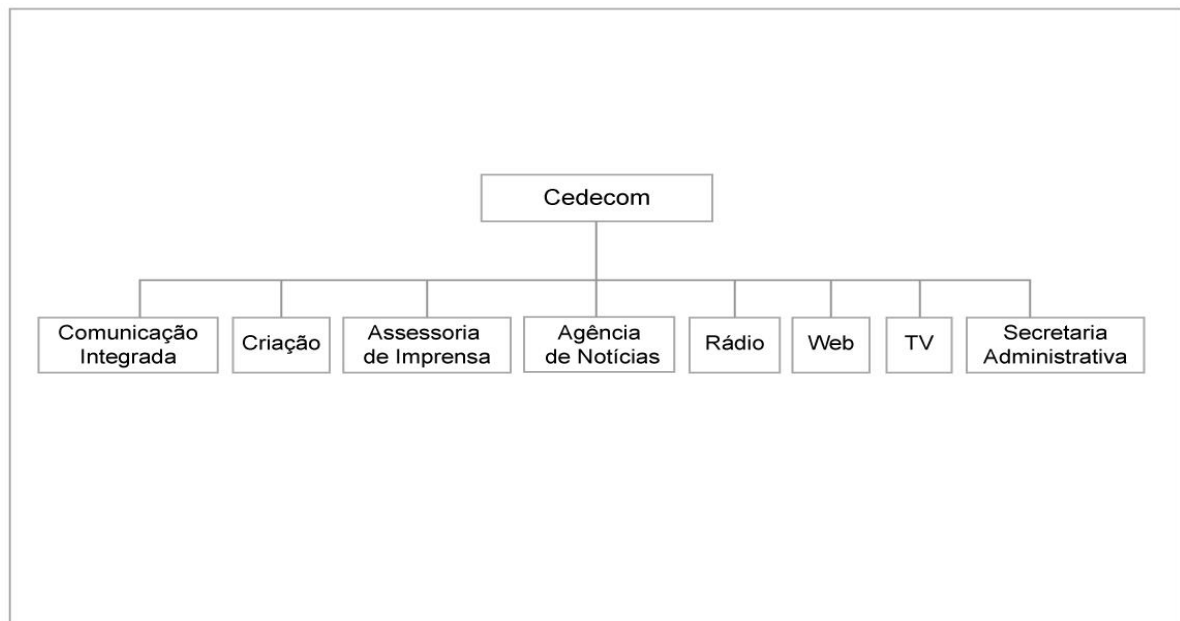 Cedecom
Comunicação
Integrada
Criação
Assessoria
de Imprensa
Agência
de Notícias
Rádio
Web
TV
Secretaria
Administrativa